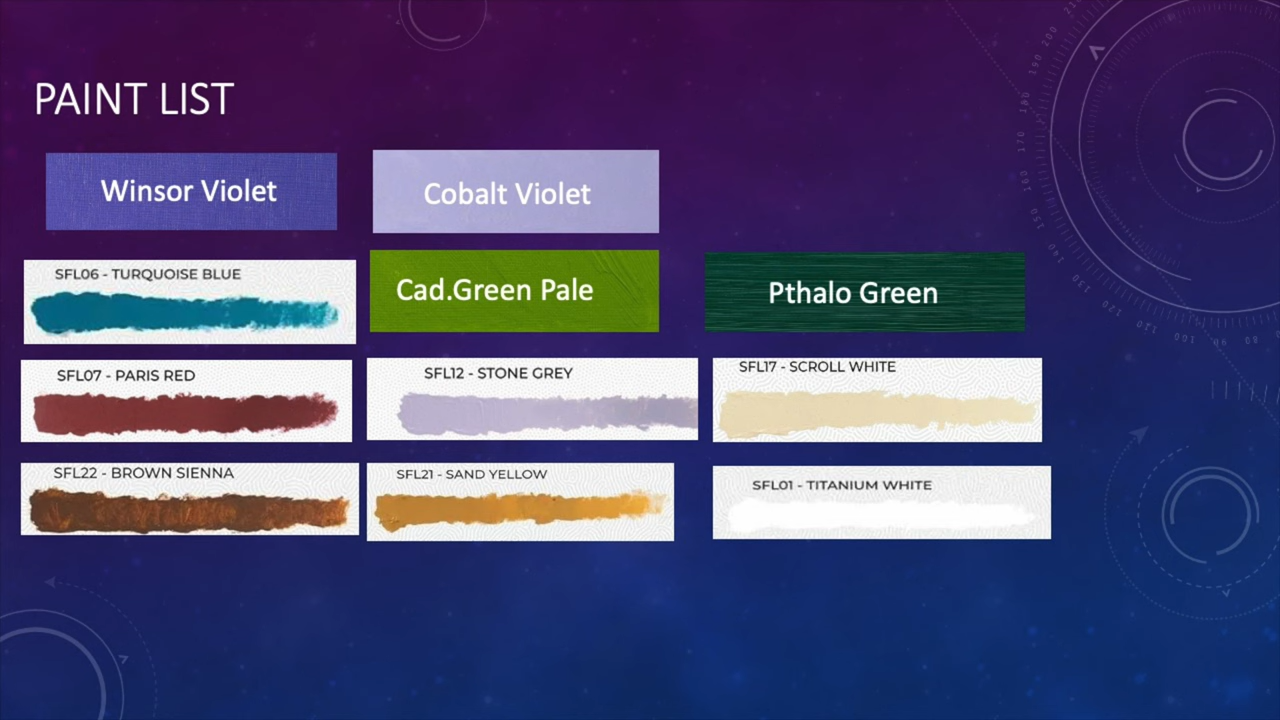 PAINT LIST
Winsor Violet
Cobalt Violet
SFL06 - TURQUOISE BLUE
Cad.Green Pale
Pthalo Green
SFL07 - PARIS RED
SFL12 - STONE GREY
SFL17 - SCROLL WHITE
SFL22 - BROWN SIENNA
SFL21 - SAND YELLOW
SFL01 - TITANIUM WHITE